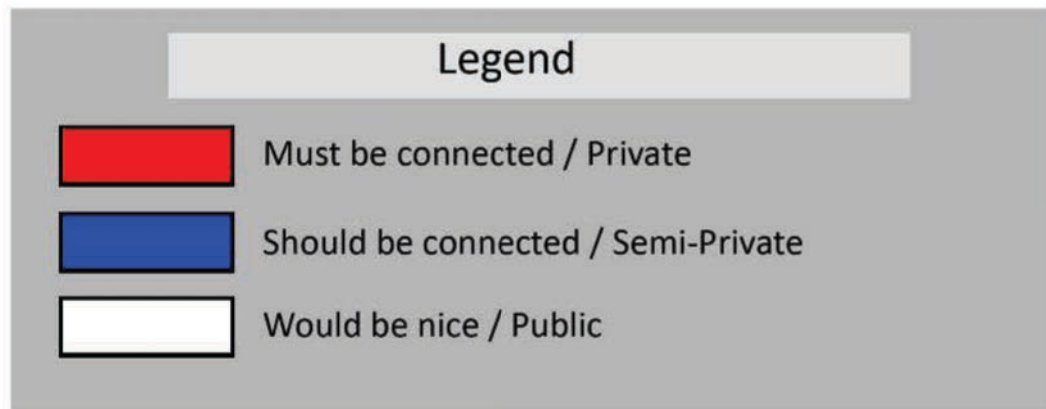 Legend
Must be connected / Private
Should be connected / Semi-Private
Would be nice / Public